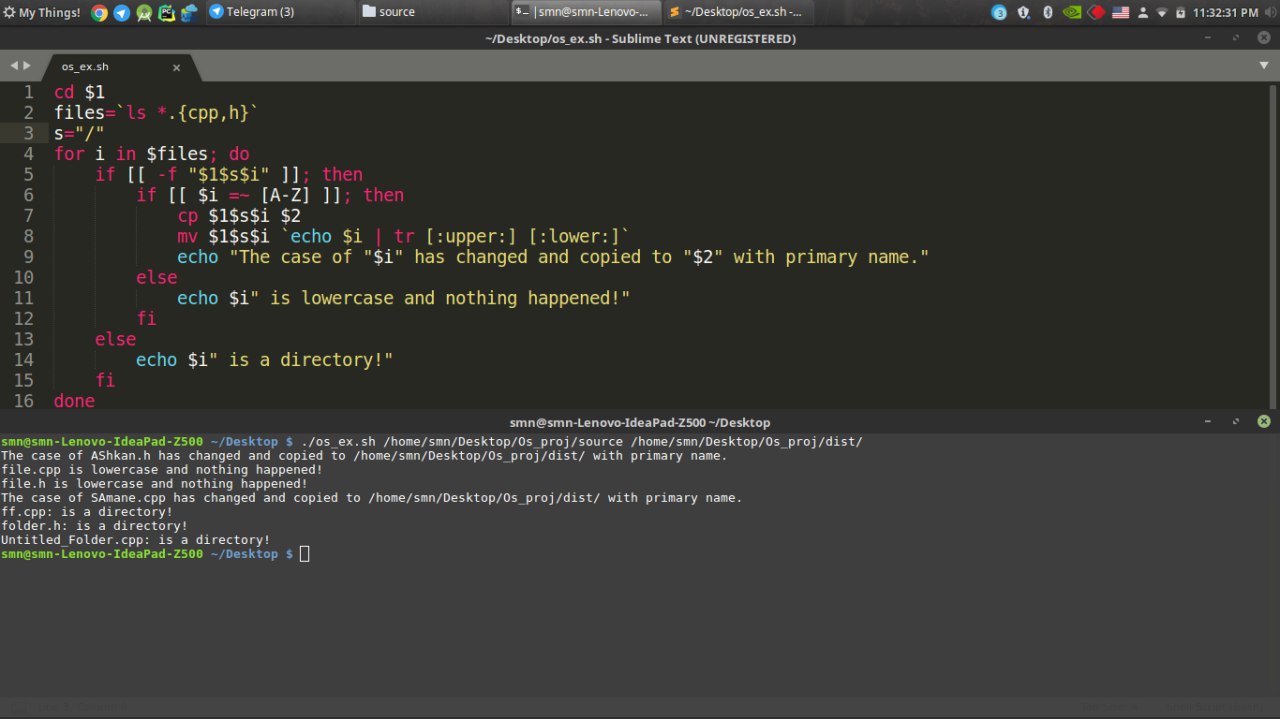 My Things!
Telegram (3)
source
smn@smn-Lenovo-...
~/Desktop/os_ex.sh -...
3
11:32:31 PM
~/Desktop/os_ex.sh - Sublime Text (UNREGISTERED)
os_ex.sh
1 cd $1
2 files=`ls *.{cpp,h}`
3 s="/"
4 for i in $files; do
5 if [[ -f "$1$s$i" ]]; then
6 if [[ $i =~ [A-Z] ]]; then
7 cp $1$s$i $2
8 mv $1$s$i `echo $i | tr [:upper:] [:lower:]`
9 echo "The case of "$i" has changed and copied to "$2" with primary name."
10 else
11 echo $i" is lowercase and nothing happened!"
12 fi
13 else
14 echo $i" is a directory!"
15 fi
16 done
smn@smn-Lenovo-IdeaPad-Z500 ~/Desktop
smn@smn-Lenovo-IdeaPad-Z500 ~/Desktop $ ./os_ex.sh /home/smn/Desktop/Os_proj/source /home/smn/Desktop/Os_proj/dist/
The case of AShkan.h has changed and copied to /home/smn/Desktop/Os_proj/dist/ with primary name.
file.cpp is lowercase and nothing happened!
file.h is lowercase and nothing happened!
The case of SAmane.cpp has changed and copied to /home/smn/Desktop/Os_proj/dist/ with primary name.
ff.cpp: is a directory!
folder.h: is a directory!
Untitled_Folder.cpp: is a directory!
smn@smn-Lenovo-IdeaPad-Z500 ~/Desktop $